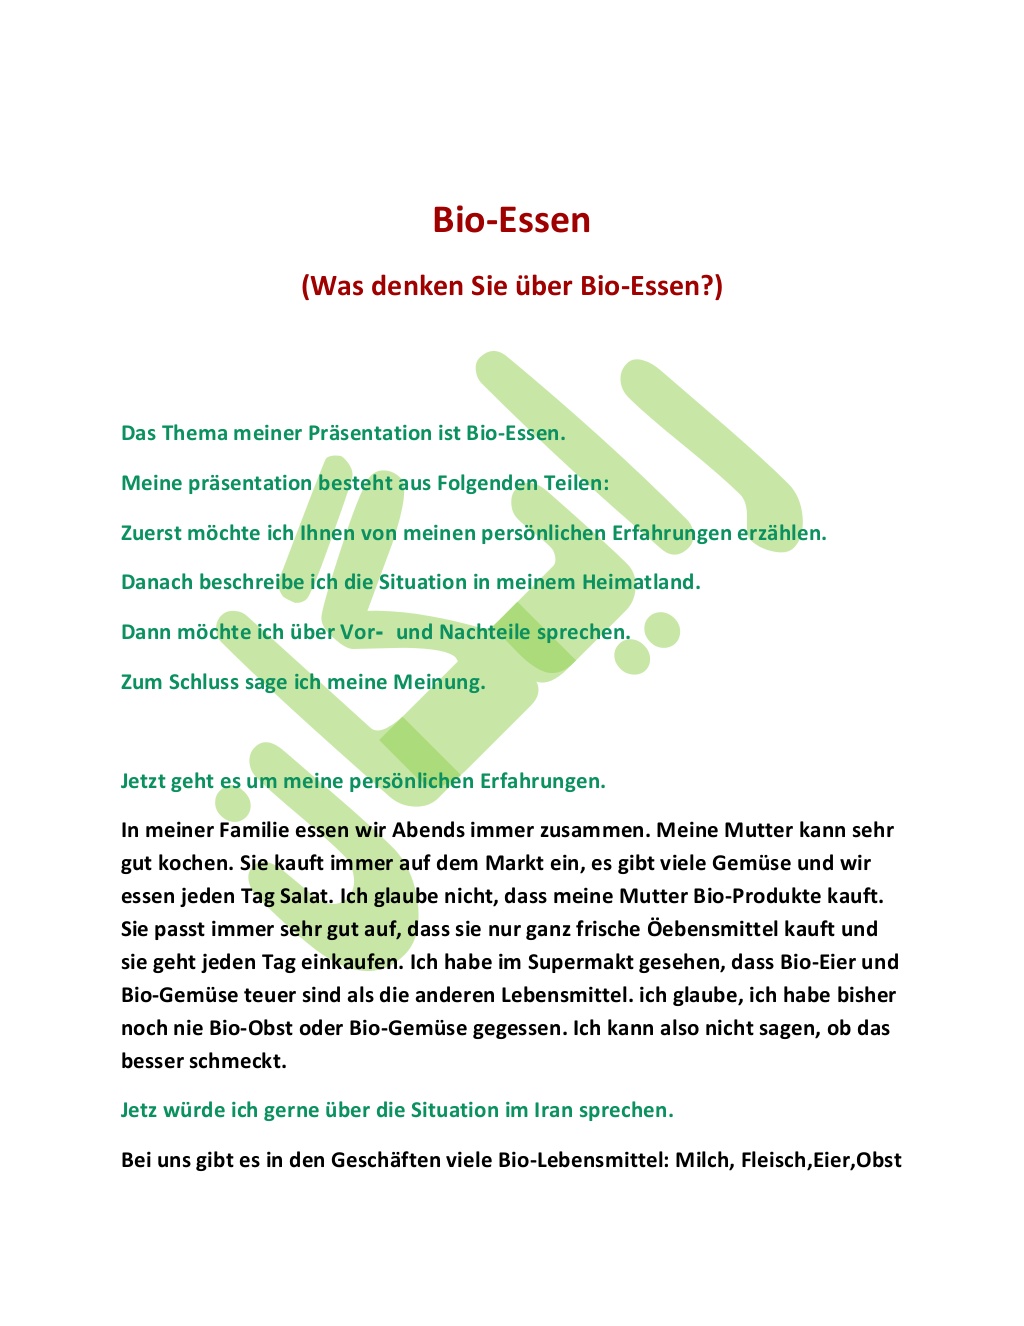 Bio-Essen
(Was denken Sie über Bio-Essen?)
Das Thema meiner Präsentation ist Bio-Essen.
Meine präsentation besteht aus Folgenden Teilen:
Zuerst möchte ich Ihnen von meinen persönlichen Erfahrungen erzählen.
Danach beschreibe ich die Situation in meinem Heimatland.
Dann möchte ich über Vor- und Nachteile sprechen.
Zum Schluss sage ich meine Meinung.
Jetzt geht es um meine persönlichen Erfahrungen.
In meiner Familie essen wir Abends immer zusammen. Meine Mutter kann sehr
gut kochen. Sie kauft immer auf dem Markt ein, es gibt viele Gemüse und wir
essen jeden Tag Salat. Ich glaube nicht, dass meine Mutter Bio-Produkte kauft.
Sie passt immer sehr gut auf, dass sie nur ganz frische Öebensmittel kauft und
sie geht jeden Tag einkaufen. Ich habe im Supermakt gesehen, dass Bio-Eier und
Bio-Gemüse teuer sind als die anderen Lebensmittel. ich glaube, ich habe bisher
noch nie Bio-Obst oder Bio-Gemüse gegessen. Ich kann also nicht sagen, ob das
besser schmeckt.
Jetz würde ich gerne über die Situation im Iran sprechen.
Bei uns gibt es in den Geschäften viele Bio-Lebensmittel: Milch, Fleisch,Eier,Obst
رایگان